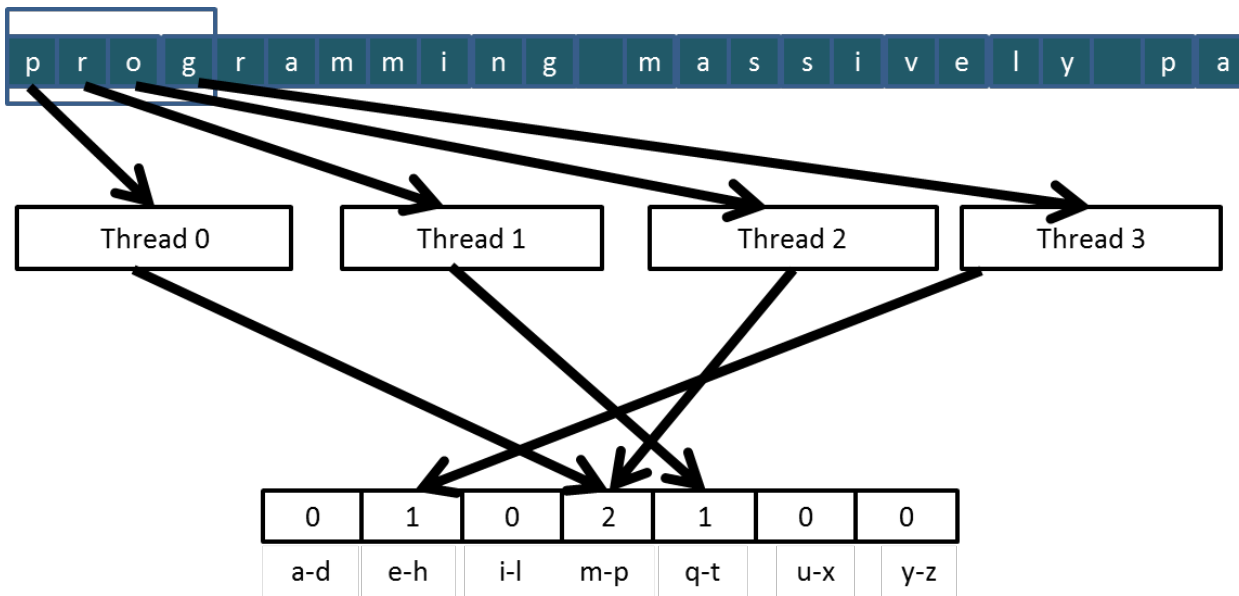 p r o g r a m m i n g m a s s i v e l y p a
Thread 0 Thread 1 Thread 2 Thread 3
0 1 0 2 1 0 0
a-d e-h i-l m-p q-t u-x y-z